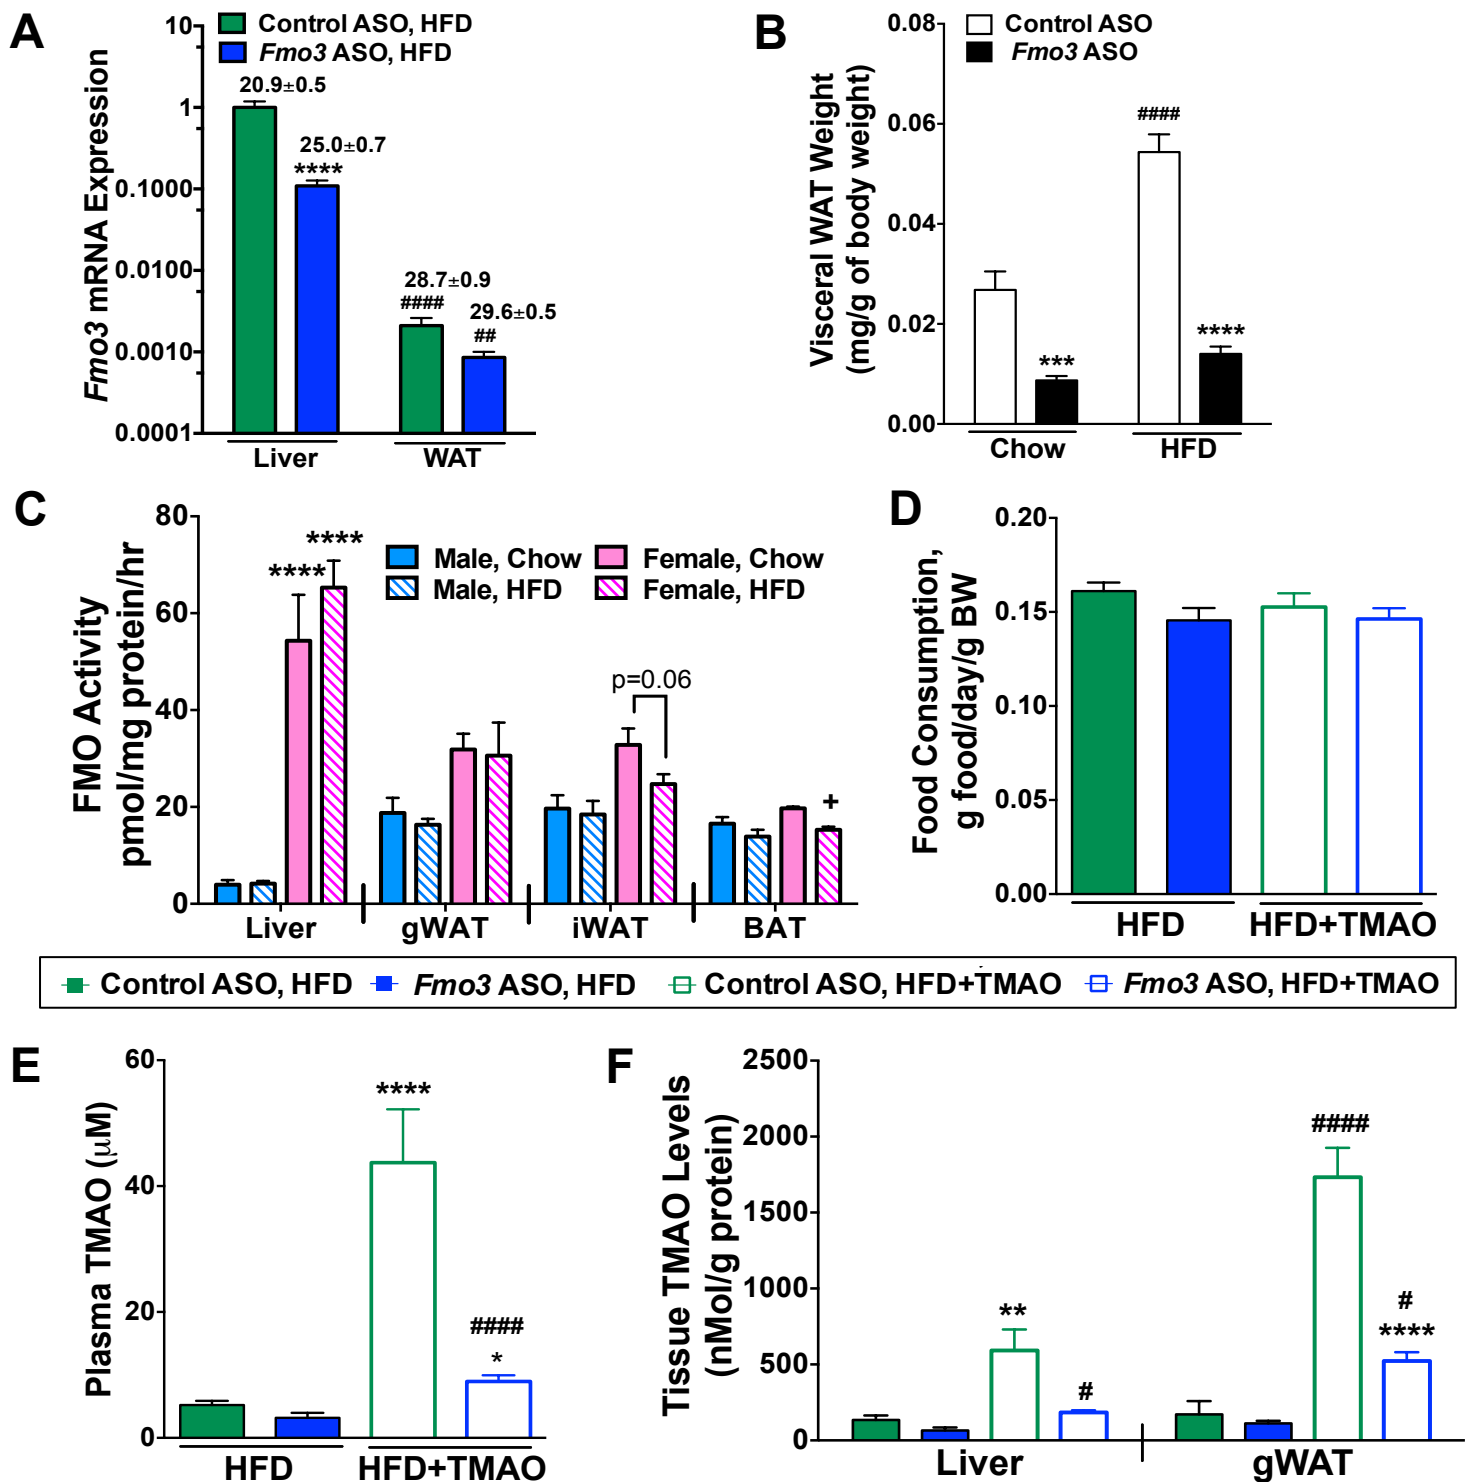 A
Control ASO, HFD
Fmo3 ASO, HFD
Fmo3 mRNA Expression
10
1
0.1000
0.0100
0.0010
0.0001
20.9±0.5
25.0±0.7
****
28.7±0.9
####
29.6±0.5
##
Liver
WAT
B
Control ASO
Fmo3 ASO
Visceral WAT Weight
(mg/g of body weight)
0.08
0.06
0.04
0.02
0.00
####
***
****
Chow
HFD
C
FMO Activity
pmol/mg protein/hr
80
60
40
20
0
Male, Chow
Female, Chow
Male, HFD
Female, HFD
****
****
p=0.06
+
Liver
gWAT
iWAT
BAT
D
Food Consumption,
g food/day/g BW
0.20
0.15
0.10
0.05
0.00
HFD
HFD+TMAO
Control ASO, HFD
Fmo3 ASO, HFD
Control ASO, HFD+TMAO
Fmo3 ASO, HFD+TMAO
E
Plasma TMAO (µM)
60
40
20
0
****
####
*
HFD
HFD+TMAO
F
Tissue TMAO Levels
(nMol/g protein)
2500
2000
1500
1000
500
0
**
#
####
#
****
Liver
gWAT